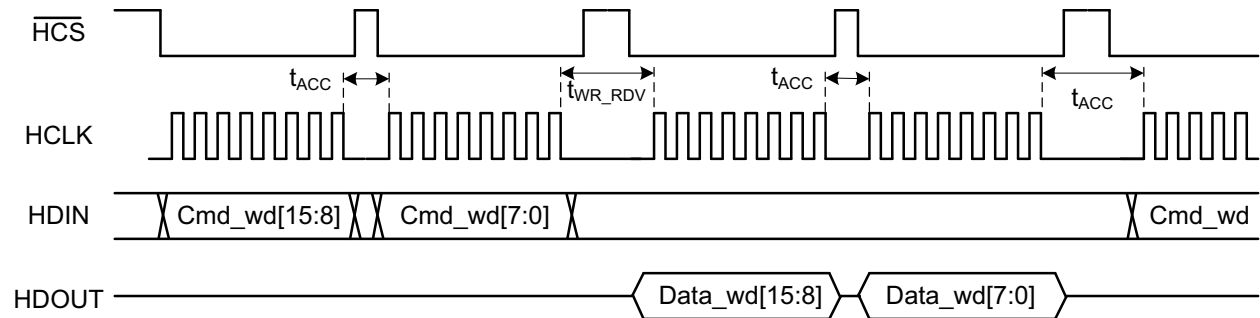 HCS
tACC
tWR_RDV
tACC
tACC
HCLK
HDIN
Cmd_wd[15:8]
Cmd_wd[7:0]
Cmd_wd
HDOUT
Data_wd[15:8]
Data_wd[7:0]